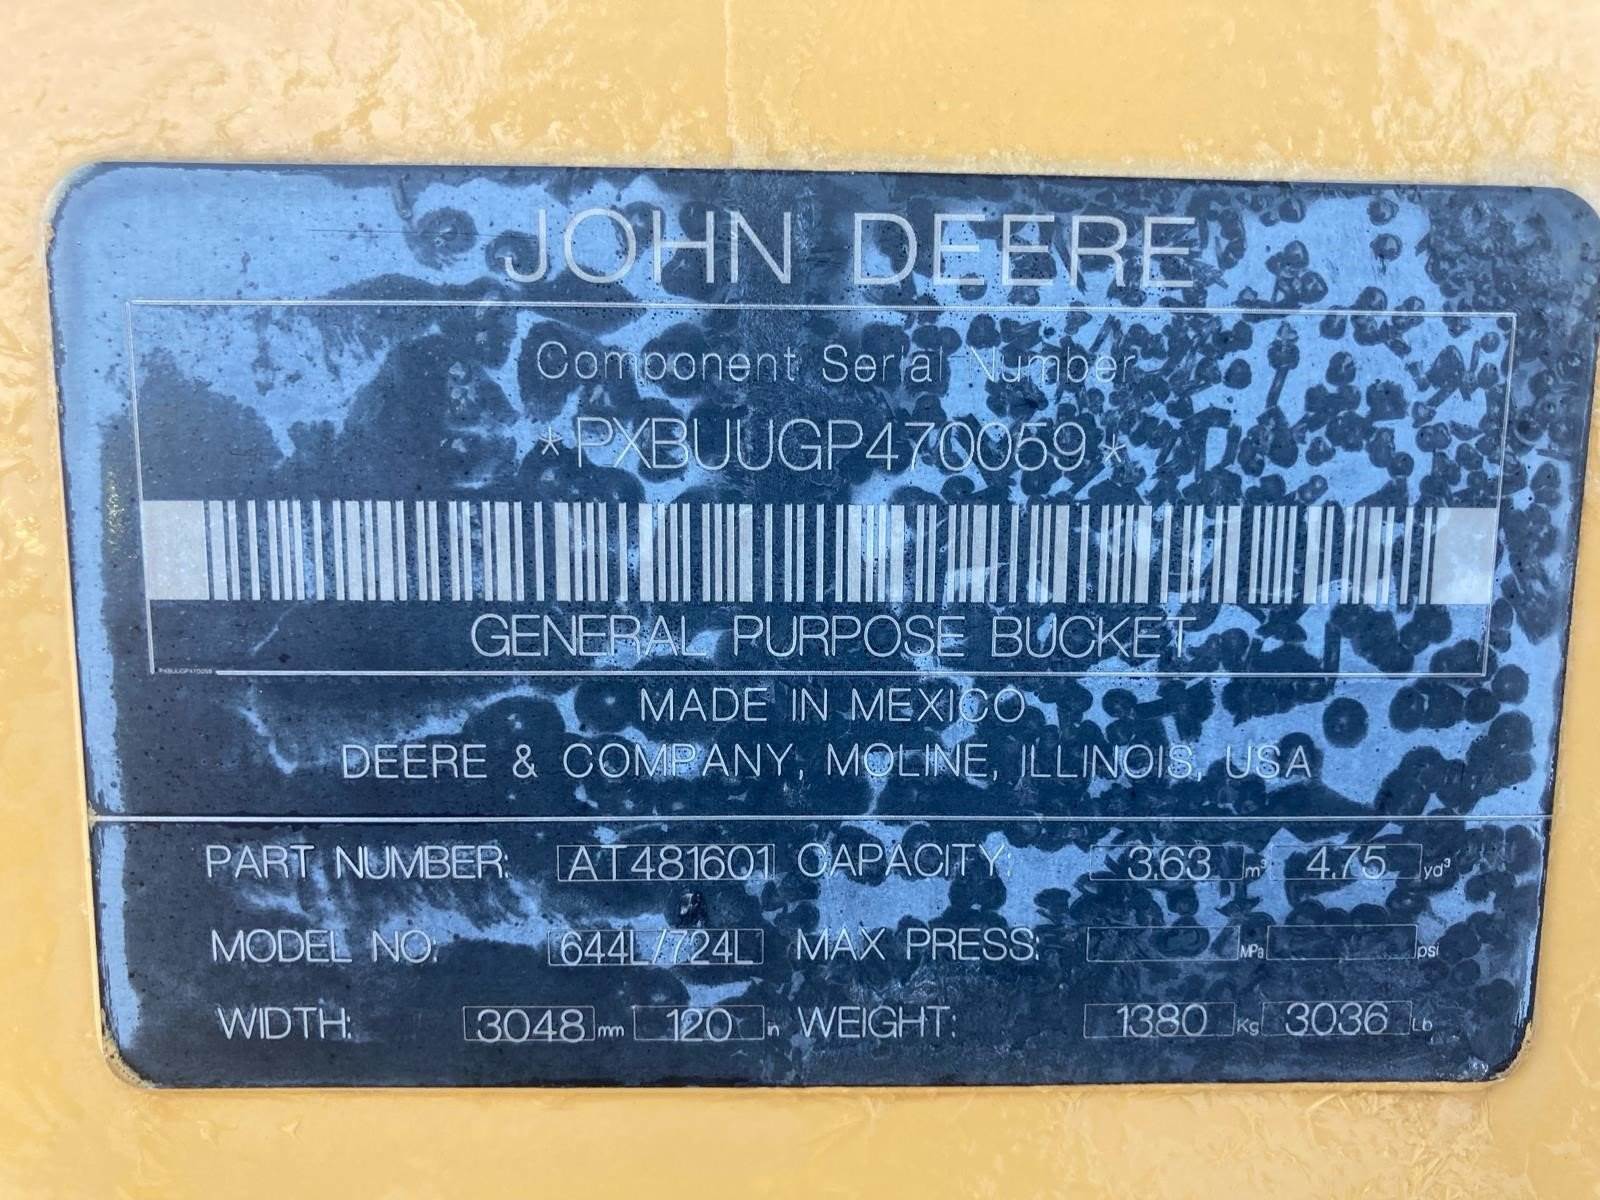 JOHN DEERE
Component Serial Number
*PXBUUGP470059*
GENERAL PURPOSE BUCKET
PXBUUGP470059
MADE IN MEXICO
DEERE & COMPANY, MOLINE, ILLINOIS, USA
PART NUMBER: AT481601 CAPACITY: 3.63 m³ 4.75 yd³
MODEL NO: 644L/724L MAX PRESS: MPa psi
WIDTH: 3048 mm 120 in WEIGHT: 1380 Kg 3036 Lb